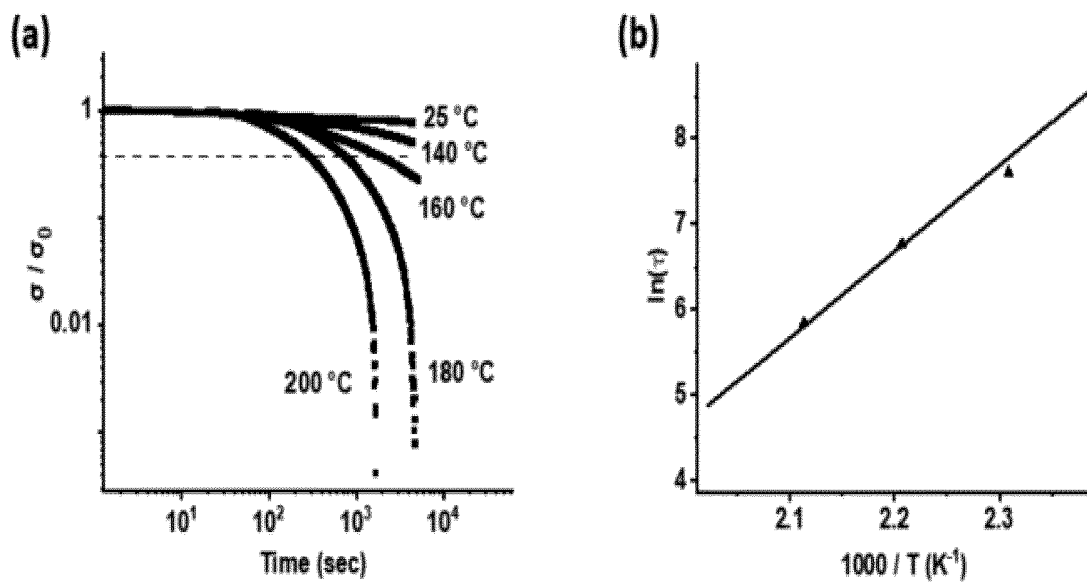 (a)
1
0.01
σ / σ0
25 °C
140 °C
160 °C
180 °C
200 °C
10¹
10²
10³
10⁴
Time (sec)
(b)
8
7
6
5
4
ln(τ)
2.1
2.2
2.3
1000 / T (K⁻¹)